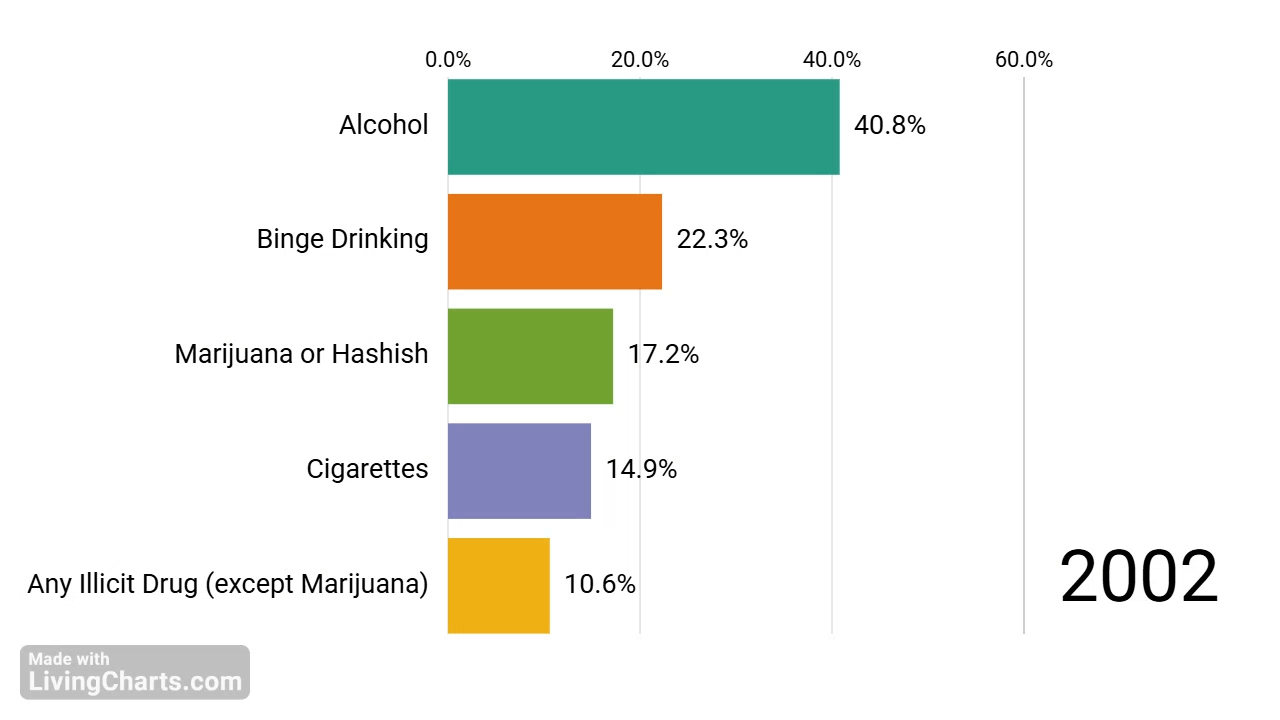 0.0% 20.0% 40.0% 60.0%
Alcohol 40.8%
Binge Drinking 22.3%
Marijuana or Hashish 17.2%
Cigarettes 14.9%
Any Illicit Drug (except Marijuana) 10.6%
2002
Made with
LivingCharts.com